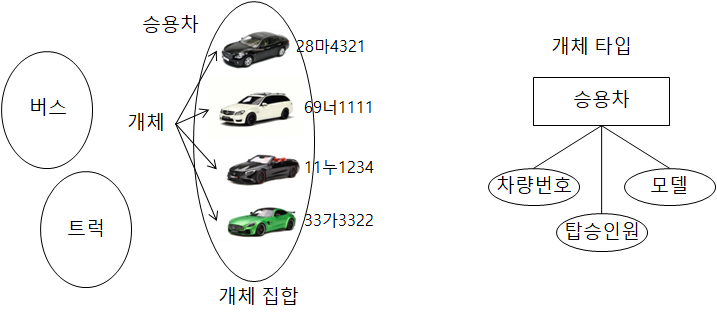 승용차
28마4321
버스
69너1111
개체
11누1234
트럭
33가3322
개체 집합
개체 타입
승용차
차량번호
모델
탑승인원